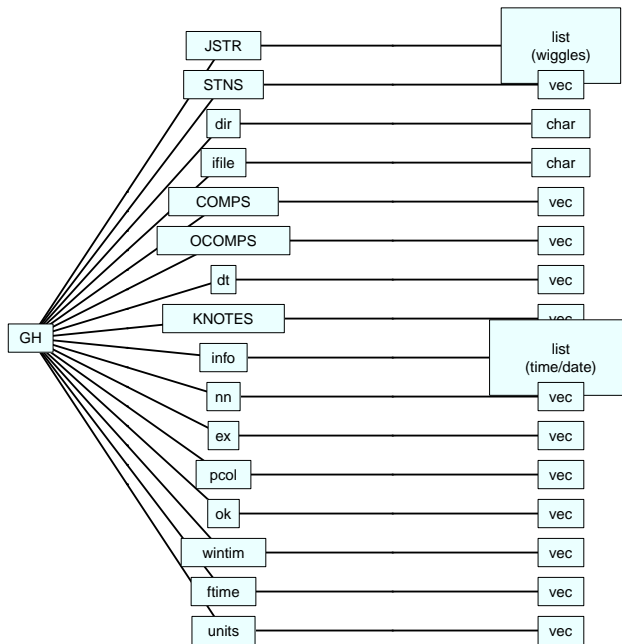 JSTR
list
(wiggles)
STNS
vec
dir
char
ifile
char
COMPS
vec
OCOMPS
vec
dt
vec
KNOTES
vec
GH
info
list
(time/date)
nn
vec
ex
vec
pcol
vec
ok
vec
wintim
vec
ftime
vec
units
vec